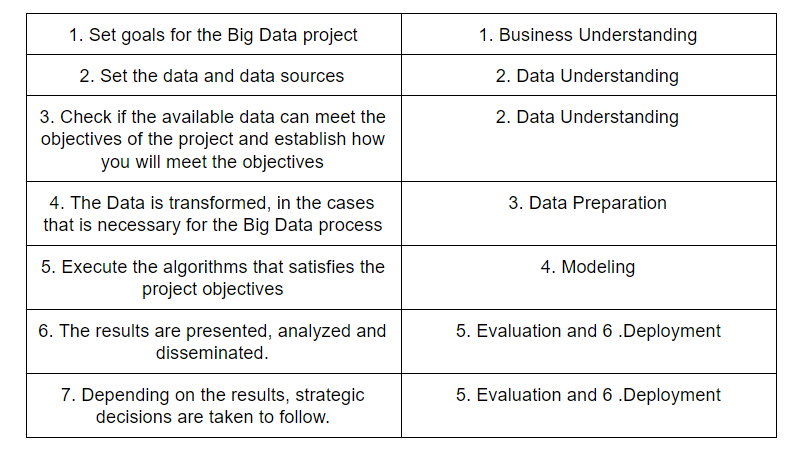 1. Set goals for the Big Data project
1. Business Understanding
2. Set the data and data sources
2. Data Understanding
3. Check if the available data can meet the
objectives of the project and establish how
you will meet the objectives
2. Data Understanding
4. The Data is transformed, in the cases
that is necessary for the Big Data process
3. Data Preparation
5. Execute the algorithms that satisfies the
project objectives
4. Modeling
6. The results are presented, analyzed and
disseminated.
5. Evaluation and 6 .Deployment
7. Depending on the results, strategic
decisions are taken to follow.
5. Evaluation and 6 .Deployment